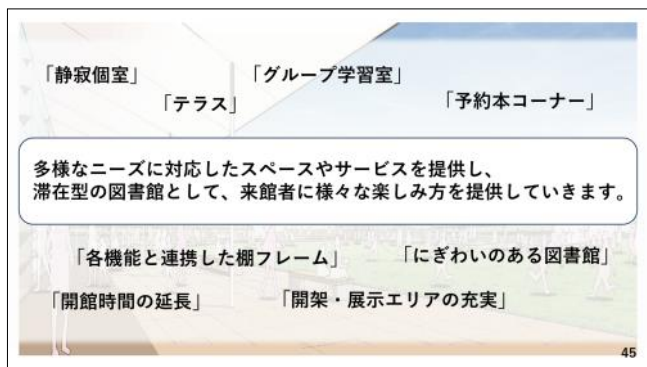 「静寂個室」
「グループ学習室」
「テラス」
「予約本コーナー」
多様なニーズに対応したスペースやサービスを提供し、
滞在型の図書館として、来館者に様々な楽しみ方を提供していきます。
「各機能と連携した棚フレーム」
「にぎわいのある図書館」
「開館時間の延長」
「開架・展示エリアの充実」
45